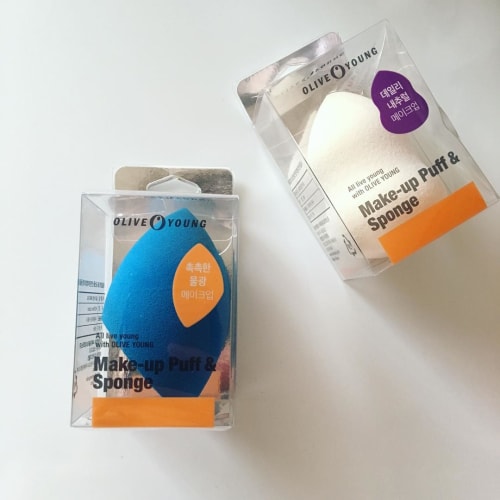 OLIVE YOUNG
촉촉한
물광
메이크업
All live young
with OLIVE YOUNG
Make-up Puff &
Sponge
OLIVE YOUNG
데일리
내추럴
메이크업
All live young
with OLIVE YOUNG
Make-up Puff &
Sponge